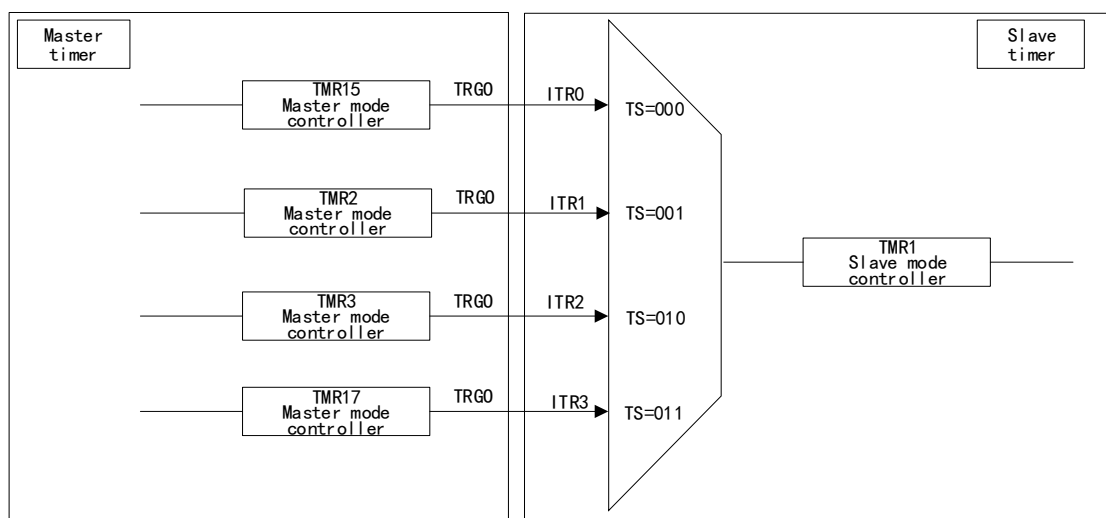 Master
timer
Slave
timer
TMR15
Master mode
controller
TRGO
ITR0
TS=000
TMR2
Master mode
controller
TRGO
ITR1
TS=001
TMR1
Slave mode
controller
TMR3
Master mode
controller
TRGO
ITR2
TS=010
TMR17
Master mode
controller
TRGO
ITR3
TS=011